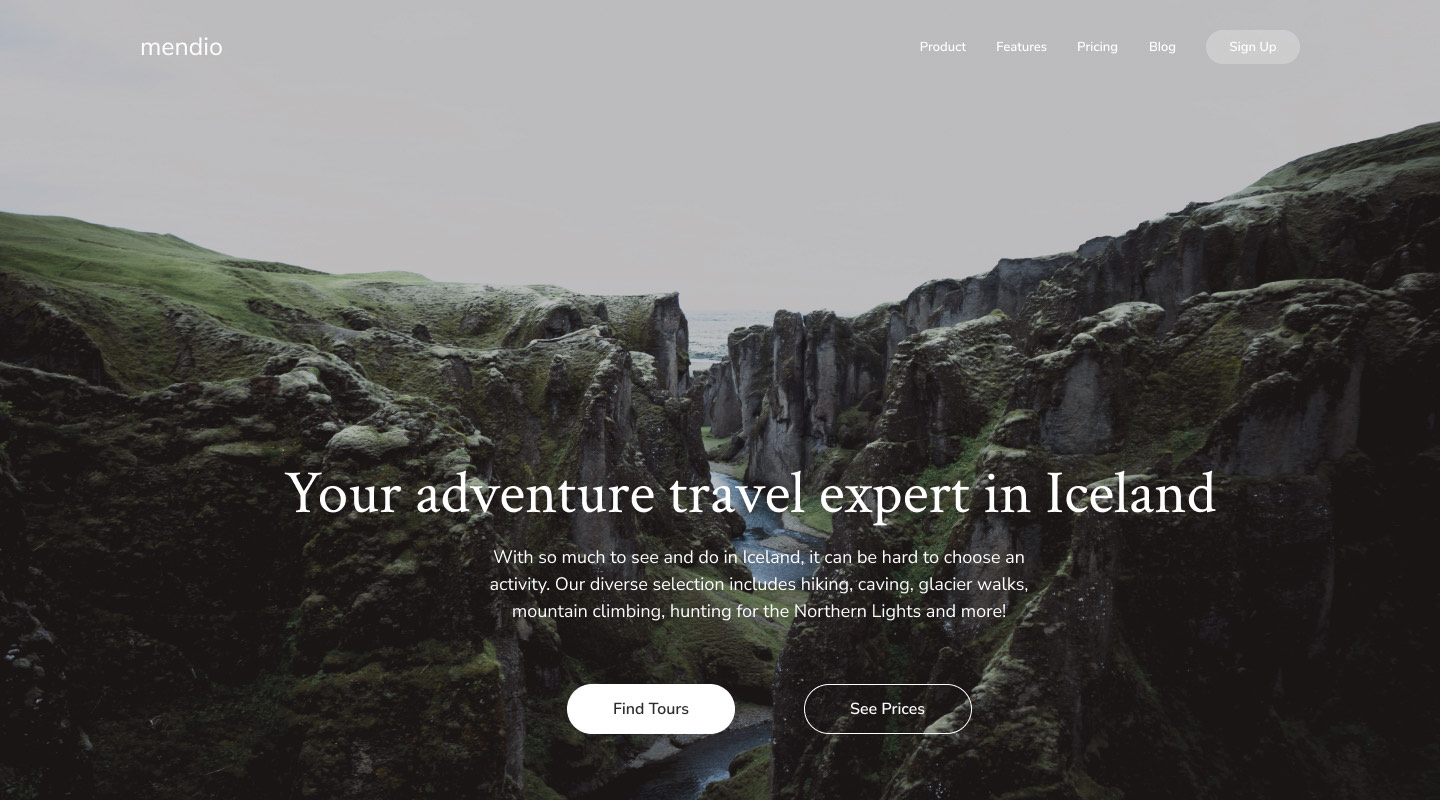 mendio
Product Features Pricing Blog Sign Up
Your adventure travel expert in Iceland
With so much to see and do in Iceland, it can be hard to choose an
activity. Our diverse selection includes hiking, caving, glacier walks,
mountain climbing, hunting for the Northern Lights and more!
Find Tours See Prices